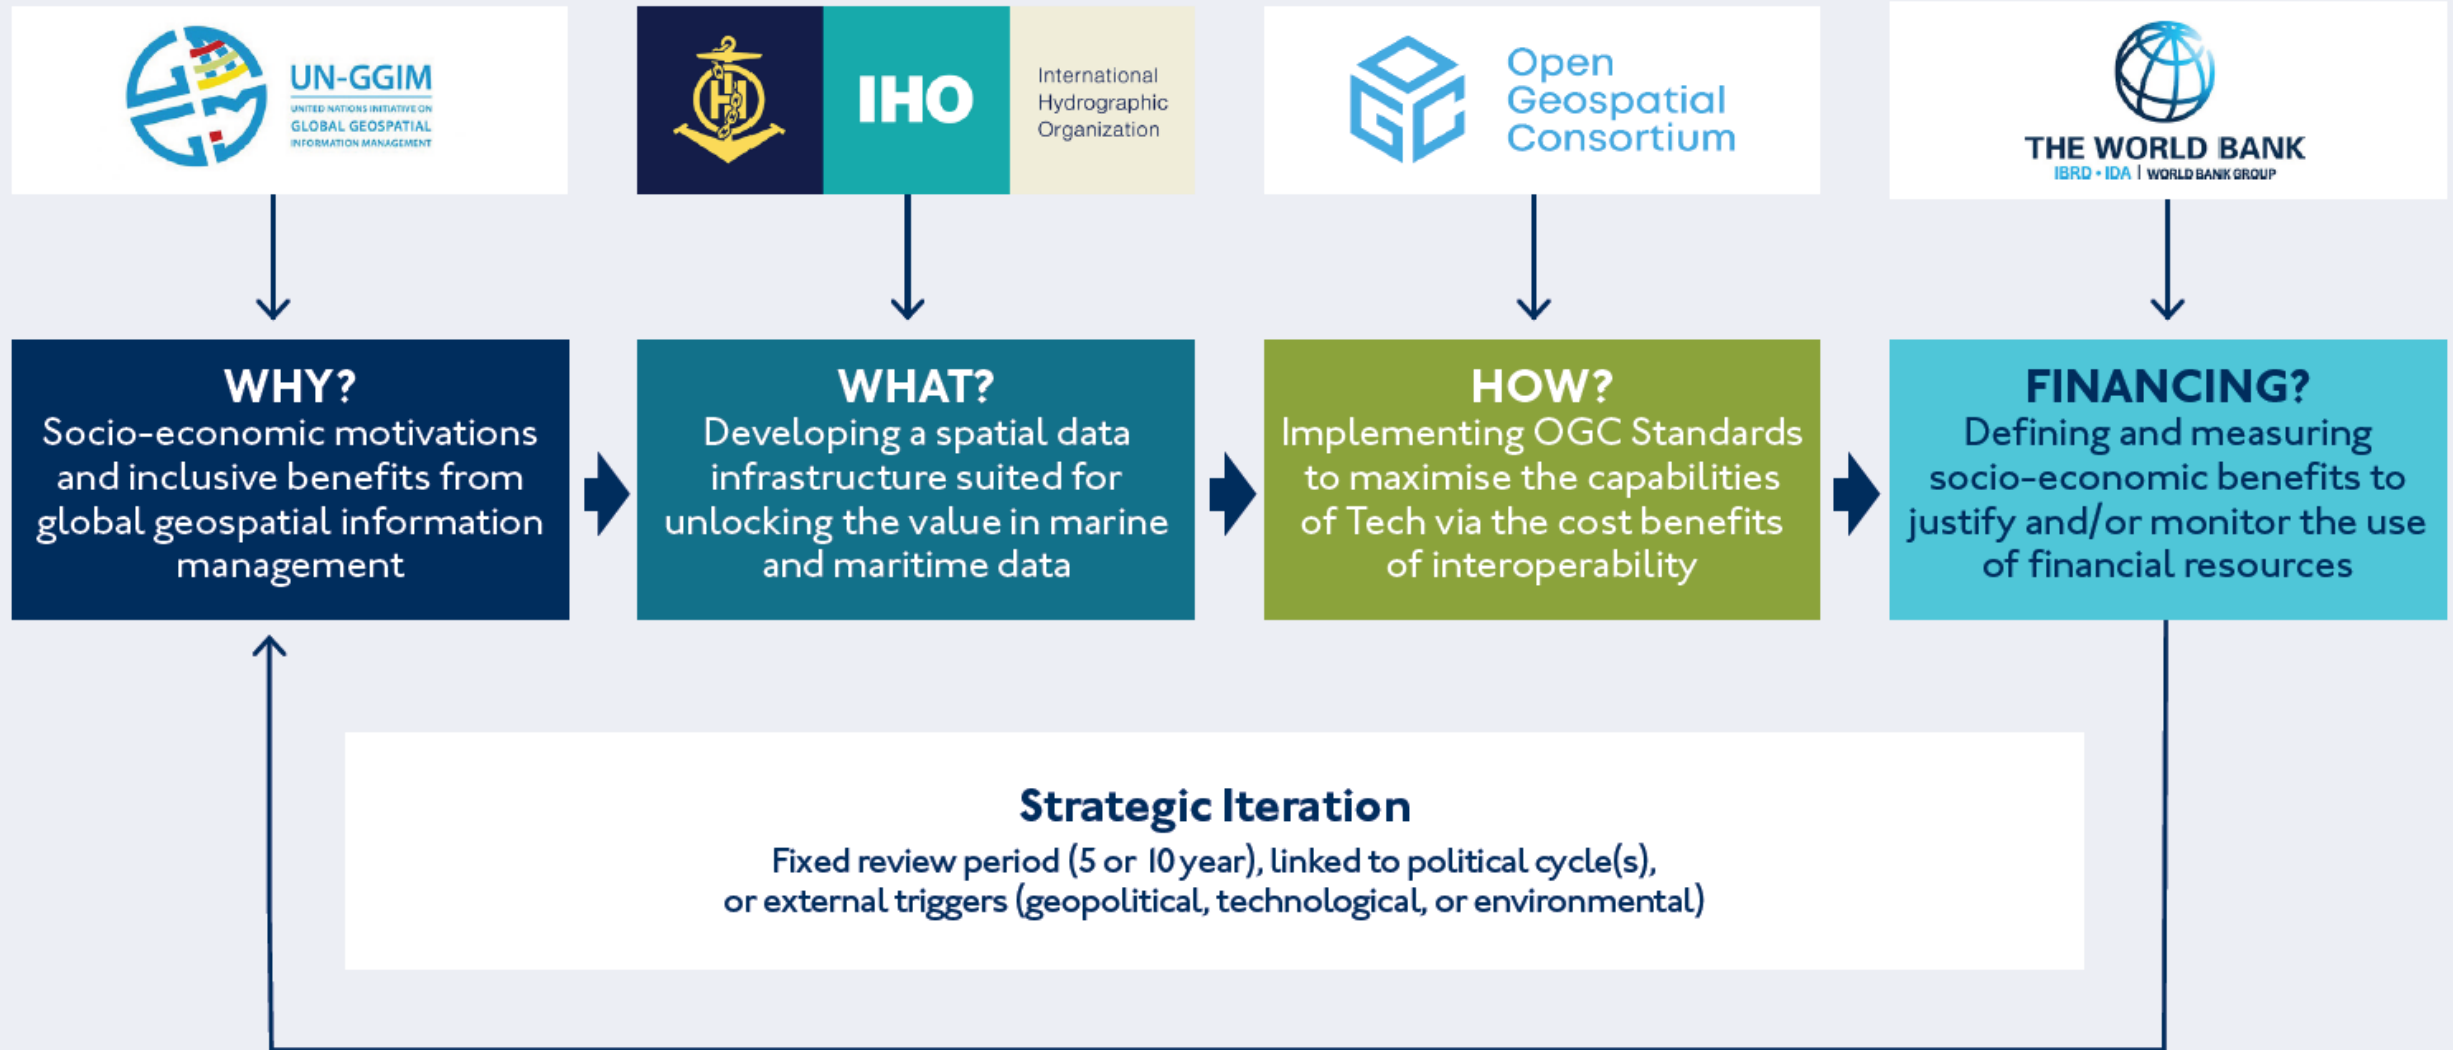 UN-GGIM
UNITED NATIONS INITIATIVE ON
GLOBAL GEOSPATIAL
INFORMATION MANAGEMENT
IHO
International
Hydrographic
Organization
OGC
Open
Geospatial
Consortium
THE WORLD BANK
IBRD • IDA | WORLD BANK GROUP
WHY?
Socio-economic motivations
and inclusive benefits from
global geospatial information
management
WHAT?
Developing a spatial data
infrastructure suited for
unlocking the value in marine
and maritime data
HOW?
Implementing OGC Standards
to maximise the capabilities
of Tech via the cost benefits
of interoperability
FINANCING?
Defining and measuring
socio-economic benefits to
justify and/or monitor the use
of financial resources
Strategic Iteration
Fixed review period (5 or 10 year), linked to political cycle(s),
or external triggers (geopolitical, technological, or environmental)